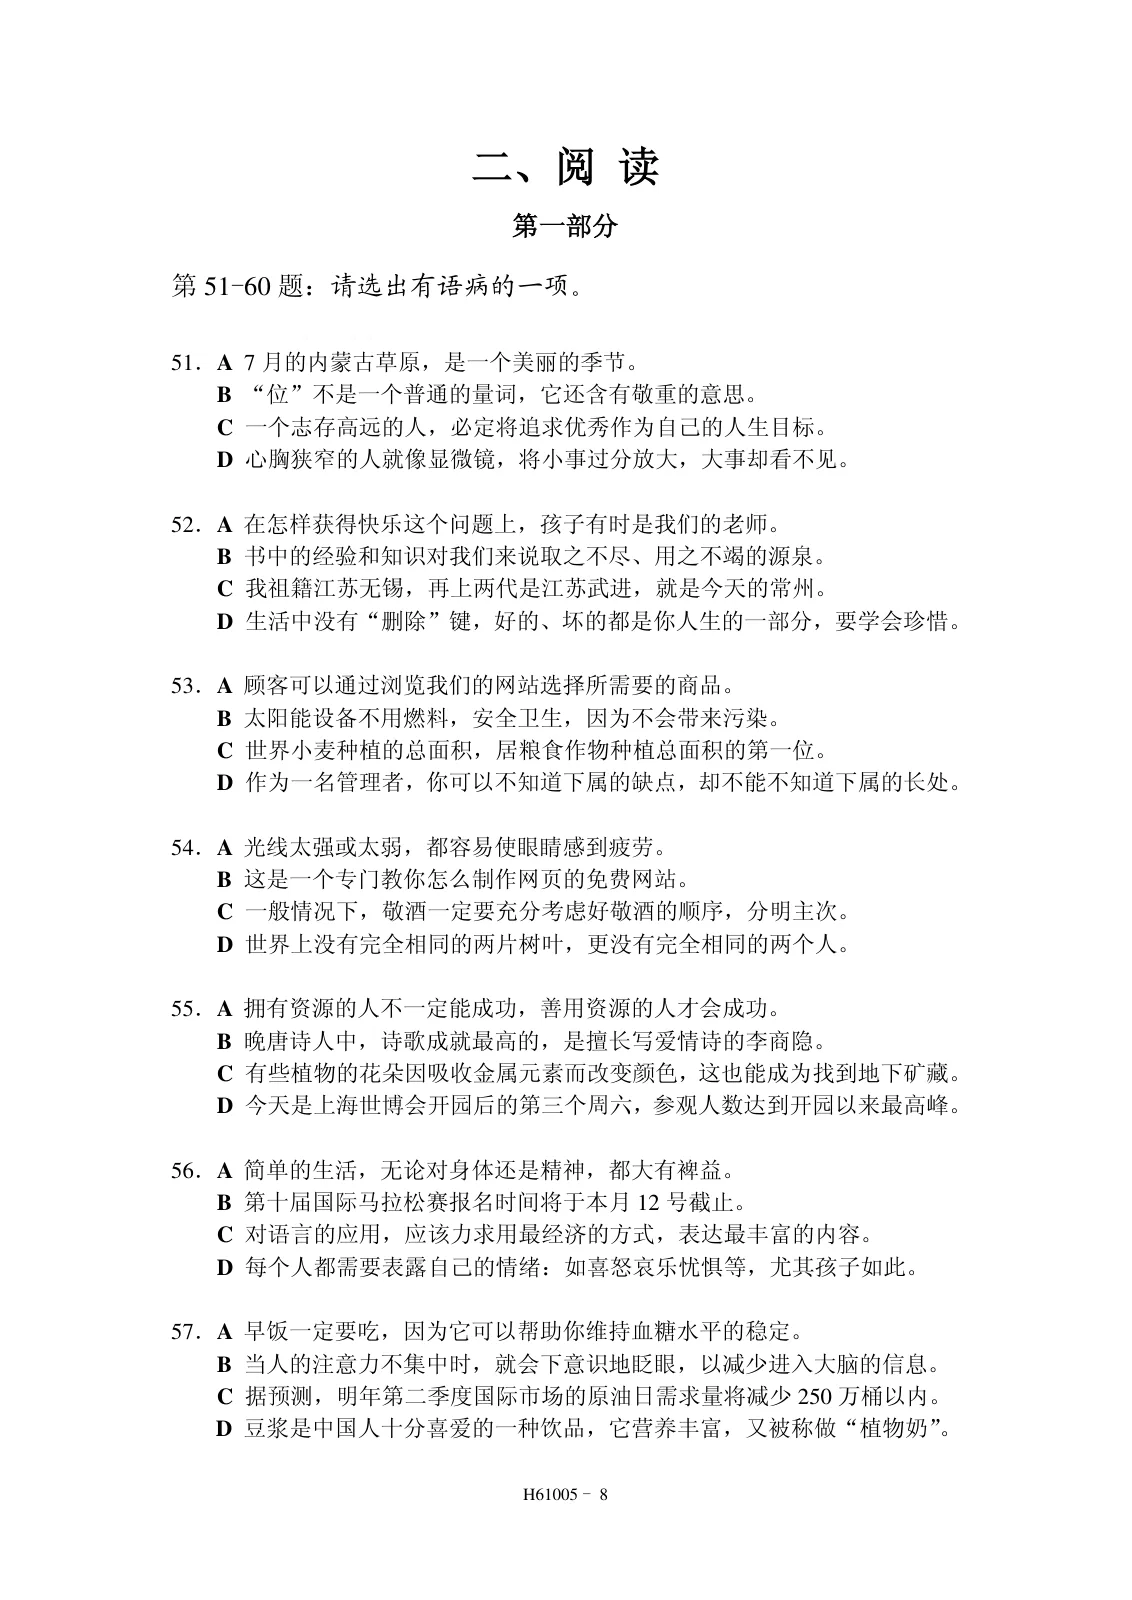 二、阅 读
第一部分
第 51-60 题：请选出有语病的一项。
51．A 7 月的内蒙古草原，是一个美丽的季节。
B “位”不是一个普通的量词，它还含有敬重的意思。
C 一个志存高远的人，必定将追求优秀作为自己的人生目标。
D 心胸狭窄的人就像显微镜，将小事过分放大，大事却看不见。
52．A 在怎样获得快乐这个问题上，孩子有时是我们的老师。
B 书中的经验和知识对我们来说取之不尽、用之不竭的源泉。
C 我祖籍江苏无锡，再上两代是江苏武进，就是今天的常州。
D 生活中没有“删除”键，好的、坏的都是你人生的一部分，要学会珍惜。
53．A 顾客可以通过浏览我们的网站选择所需要的商品。
B 太阳能设备不用燃料，安全卫生，因为不会带来污染。
C 世界小麦种植的总面积，居粮食作物种植总面积的第一位。
D 作为一名管理者，你可以不知道下属的缺点，却不能不知道下属的长处。
54．A 光线太强或太弱，都容易使眼睛感到疲劳。
B 这是一个专门教你怎么制作网页的免费网站。
C 一般情况下，敬酒一定要充分考虑好敬酒的顺序，分明主次。
D 世界上没有完全相同的两片树叶，更没有完全相同的两个人。
55．A 拥有资源的人不一定能成功，善用资源的人才会成功。
B 晚唐诗人中，诗歌成就最高的，是擅长写爱情诗的李商隐。
C 有些植物的花朵因吸收金属元素而改变颜色，这也能成为找到地下矿藏。
D 今天是上海世博会开园后的第三个周六，参观人数达到开园以来最高峰。
56．A 简单的生活，无论对身体还是精神，都大有裨益。
B 第十届国际马拉松赛报名时间将于本月 12 号截止。
C 对语言的应用，应该力求用最经济的方式，表达最丰富的内容。
D 每个人都需要表露自己的情绪：如喜怒哀乐忧惧等，尤其孩子如此。
57．A 早饭一定要吃，因为它可以帮助你维持血糖水平的稳定。
B 当人的注意力不集中时，就会下意识地眨眼，以减少进入大脑的信息。
C 据预测，明年第二季度国际市场的原油日需求量将减少 250 万桶以内。
D 豆浆是中国人十分喜爱的一种饮品，它营养丰富，又被称做“植物奶”。
H61005－ 8